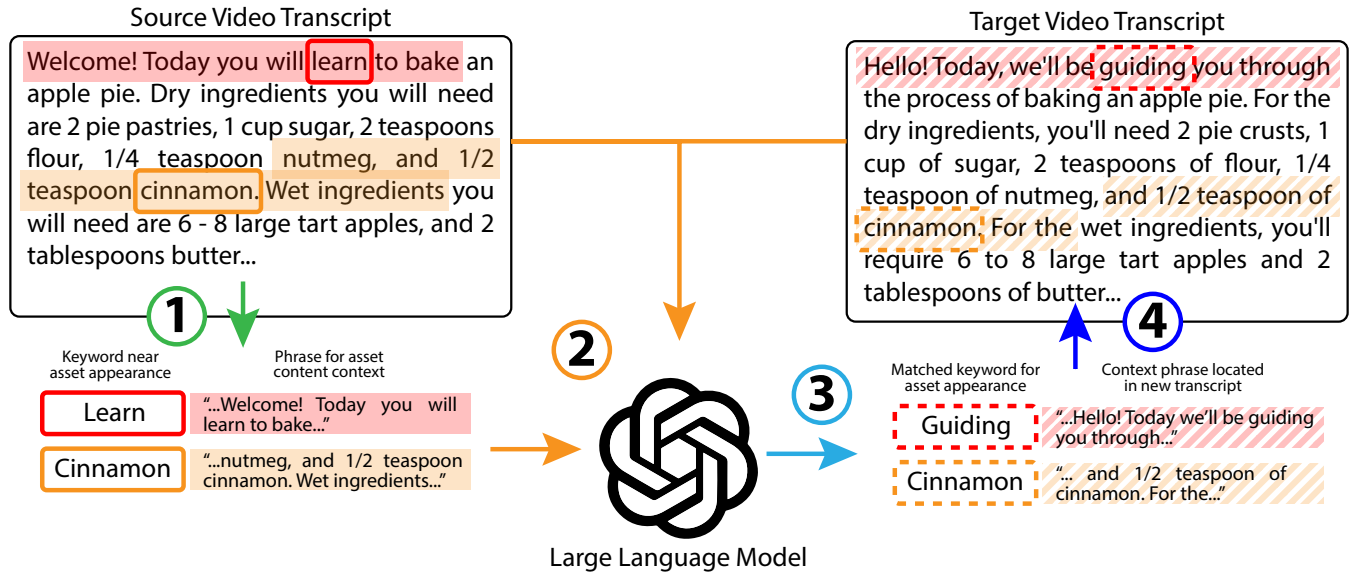 Source Video Transcript
Welcome! Today you will learn to bake an
apple pie. Dry ingredients you will need
are 2 pie pastries, 1 cup sugar, 2 teaspoons
flour, 1/4 teaspoon nutmeg, and 1/2
teaspoon cinnamon. Wet ingredients you
will need are 6 - 8 large tart apples, and 2
tablespoons butter...
Target Video Transcript
Hello! Today, we'll be guiding you through
the process of baking an apple pie. For the
dry ingredients, you'll need 2 pie crusts, 1
cup of sugar, 2 teaspoons of flour, 1/4
teaspoon of nutmeg, and 1/2 teaspoon of
cinnamon. For the wet ingredients, you'll
require 6 to 8 large tart apples and 2
tablespoons of butter...
1
Keyword near
asset appearance
Phrase for asset
content context
Learn
"...Welcome! Today you will
learn to bake..."
Cinnamon
"...nutmeg, and 1/2 teaspoon
cinnamon. Wet ingredients..."
2
Large Language Model
3
4
Matched keyword for
asset appearance
Context phrase located
in new transcript
Guiding
"...Hello! Today we'll be guiding
you through..."
Cinnamon
"... and 1/2 teaspoon of
cinnamon. For the..."